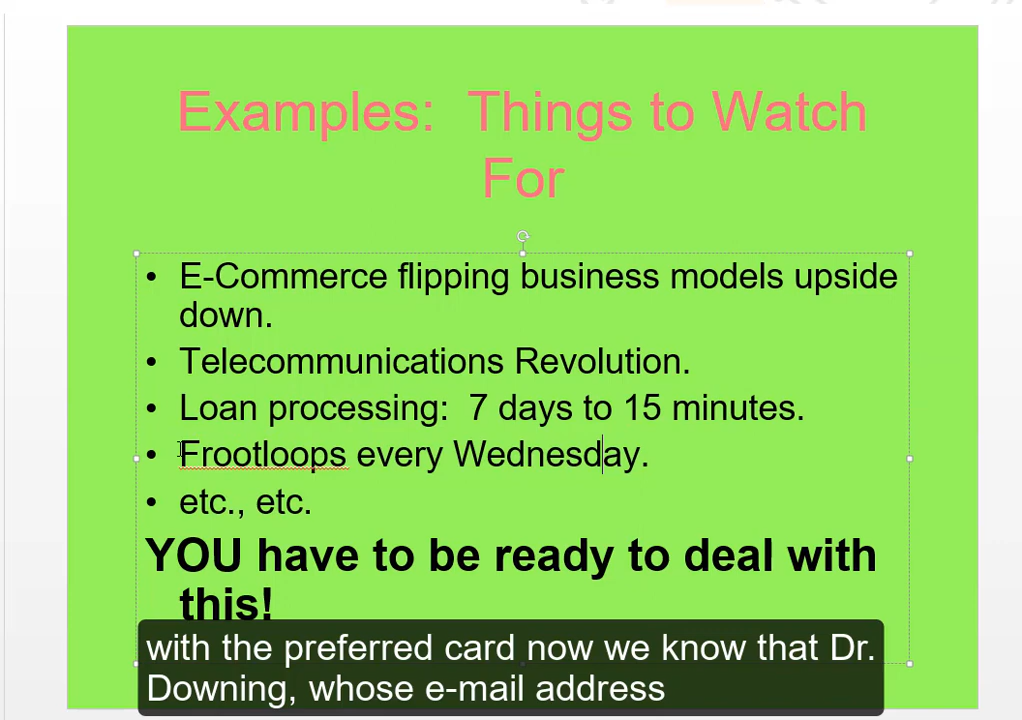 Examples:  Things to Watch
For
• E-Commerce flipping business models upside
down.
• Telecommunications Revolution.
• Loan processing:  7 days to 15 minutes.
• Frootloops every Wednesday.
• etc., etc.
YOU have to be ready to deal with
this!
with the preferred card now we know that Dr.
Downing, whose e-mail address